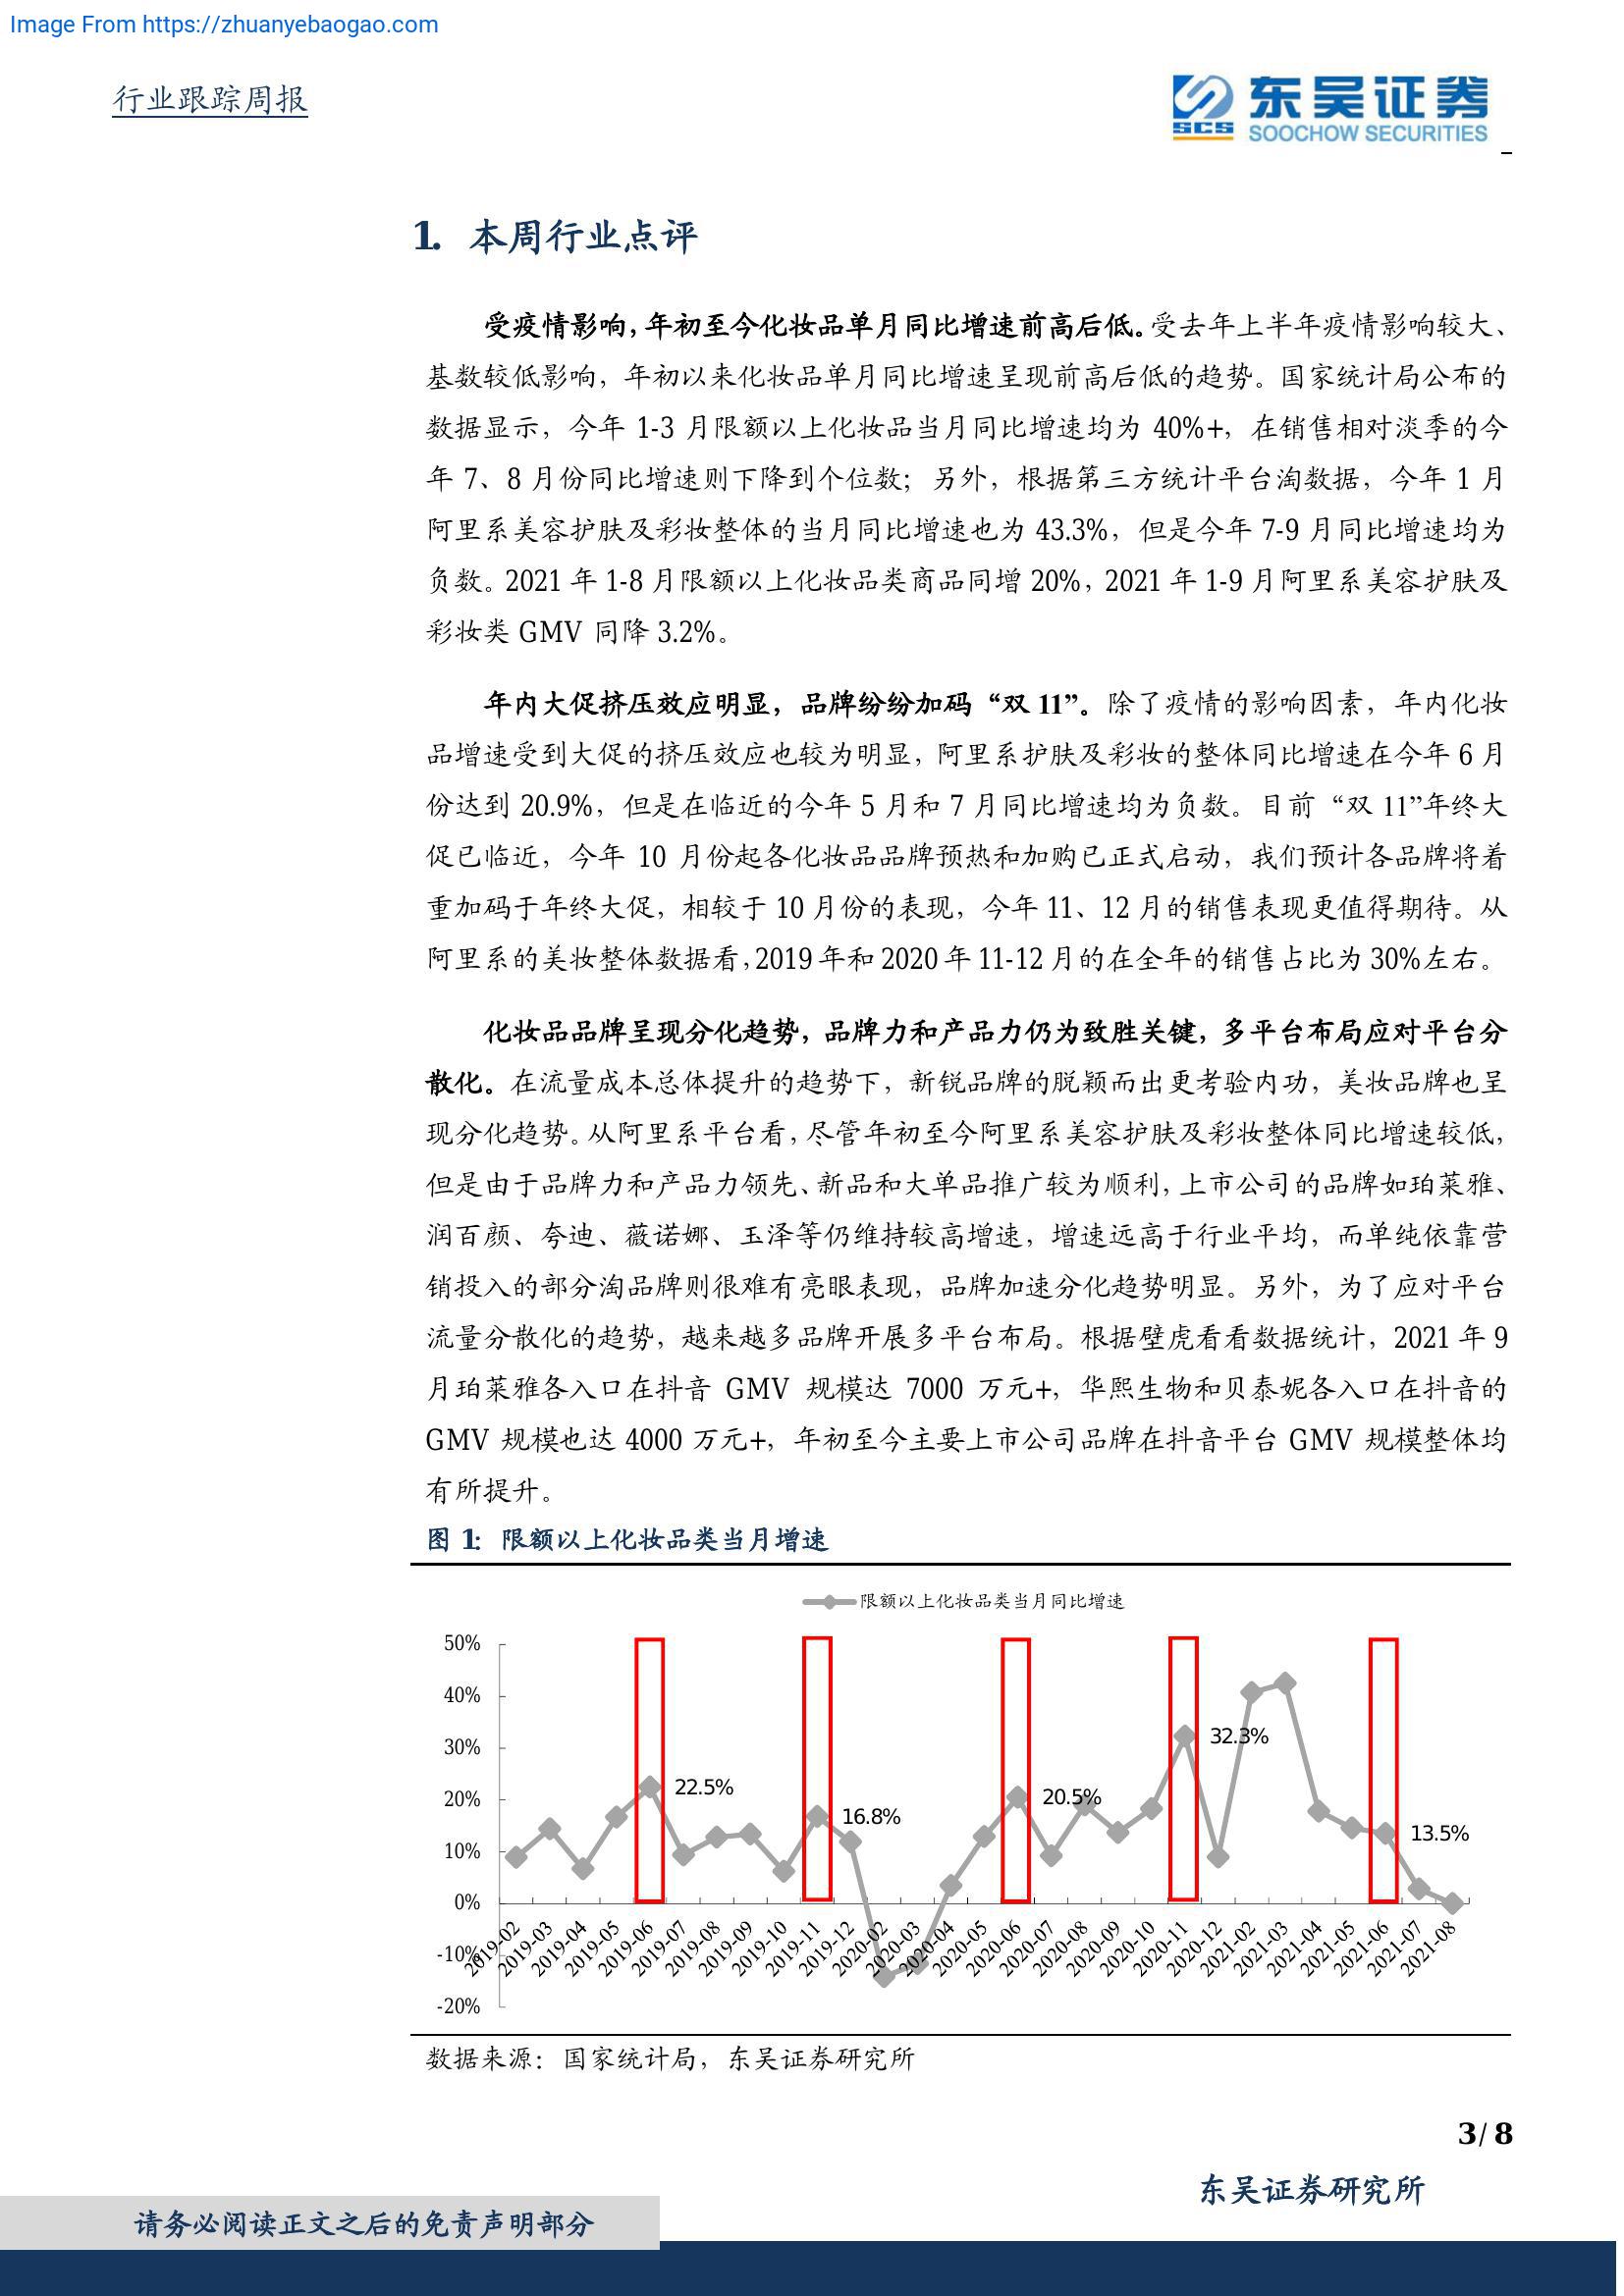 Image From https://zhuanyebaogao.com
行业跟踪周报
SCS
东吴证券
SOOCHOW SECURITIES
1. 本周行业点评
受疫情影响，年初至今化妆品单月同比增速前高后低。受去年上半年疫情影响较大、
基数较低影响，年初以来化妆品单月同比增速呈现前高后低的趋势。国家统计局公布的
数据显示，今年 1-3 月限额以上化妆品当月同比增速均为 40%+，在销售相对淡季的今
年 7、8 月份同比增速则下降到个位数；另外，根据第三方统计平台淘数据，今年 1 月
阿里系美容护肤及彩妆整体的当月同比增速也为 43.3%，但是今年 7-9 月同比增速均为
负数。2021 年 1-8 月限额以上化妆品类商品同增 20%，2021 年 1-9 月阿里系美容护肤及
彩妆类 GMV 同降 3.2%。
年内大促挤压效应明显，品牌纷纷加码“双 11”。除了疫情的影响因素，年内化妆
品增速受到大促的挤压效应也较为明显，阿里系护肤及彩妆的整体同比增速在今年 6 月
份达到 20.9%，但是在临近的今年 5 月和 7 月同比增速均为负数。目前“双 11”年终大
促已临近，今年 10 月份起各化妆品品牌预热和加购已正式启动，我们预计各品牌将着
重加码于年终大促，相较于 10 月份的表现，今年 11、12 月的销售表现更值得期待。从
阿里系的美妆整体数据看，2019 年和 2020 年 11-12 月的在全年的销售占比为 30%左右。
化妆品品牌呈现分化趋势，品牌力和产品力仍为致胜关键，多平台布局应对平台分
散化。在流量成本总体提升的趋势下，新锐品牌的脱颖而出更考验内功，美妆品牌也呈
现分化趋势。从阿里系平台看，尽管年初至今阿里系美容护肤及彩妆整体同比增速较低，
但是由于品牌力和产品力领先、新品和大单品推广较为顺利，上市公司的品牌如珀莱雅、
润百颜、夸迪、薇诺娜、玉泽等仍维持较高增速，增速远高于行业平均，而单纯依靠营
销投入的部分淘品牌则很难有亮眼表现，品牌加速分化趋势明显。另外，为了应对平台
流量分散化的趋势，越来越多品牌开展多平台布局。根据壁虎看看数据统计，2021 年 9
月珀莱雅各入口在抖音 GMV 规模达 7000 万元+，华熙生物和贝泰妮各入口在抖音的
GMV 规模也达 4000 万元+，年初至今主要上市公司品牌在抖音平台 GMV 规模整体均
有所提升。
图 1: 限额以上化妆品类当月增速
限额以上化妆品类当月同比增速
50%
40%
30%
20%
10%
0%
-10%
-20%
22.5%
16.8%
20.5%
32.3%
13.5%
2019-02
2019-03
2019-04
2019-05
2019-06
2019-07
2019-08
2019-09
2019-10
2019-11
2019-12
2020-02
2020-03
2020-04
2020-05
2020-06
2020-07
2020-08
2020-09
2020-10
2020-11
2020-12
2021-02
2021-03
2021-04
2021-05
2021-06
2021-07
2021-08
数据来源：国家统计局，东吴证券研究所
3 / 8
东吴证券研究所
请务必阅读正文之后的免责声明部分